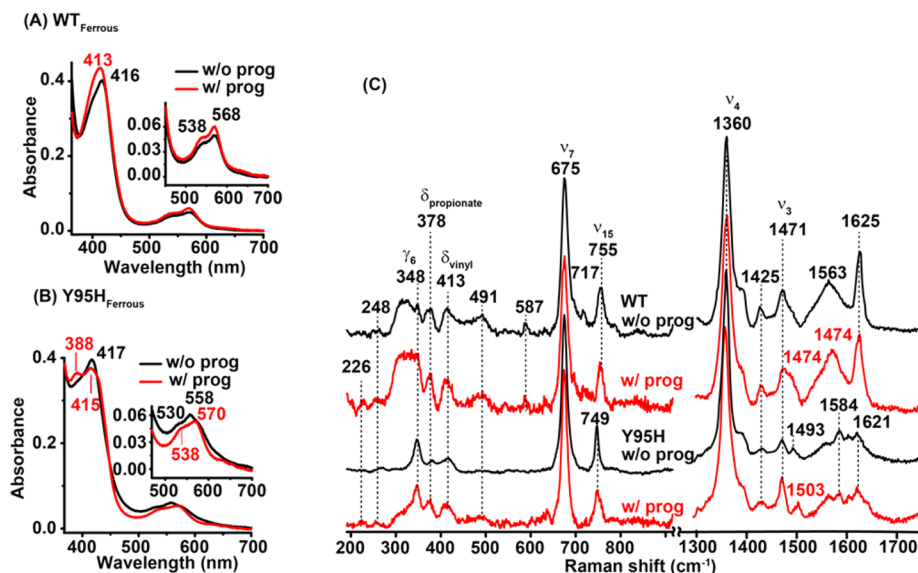 (A) WT Ferrous
413
416
w/o prog
w/ prog
0.4
0.2
0.0
Absorbance
0.06
0.03
0.00
538
568
500 600 700
400 500 600 700
Wavelength (nm)
(B) Y95H Ferrous
388
417
415
w/o prog
w/ prog
0.4
0.2
0.0
Absorbance
0.06
0.03
0.00
530
558
570
538
500 600 700
400 500 600 700
Wavelength (nm)
(C)
ν4
1360
ν7
675
δpropionate
378
γ6
348
δvinyl
413
248
491
587
717
ν15
755
WT
w/o prog
1425
ν3
1471
1563
1625
226
w/ prog
1474
1474
749
Y95H
w/o prog
1493
1584
1621
w/ prog
1503
200 300 400 500 600 700 800 1300 1400 1500 1600 1700
Raman shift (cm-1)